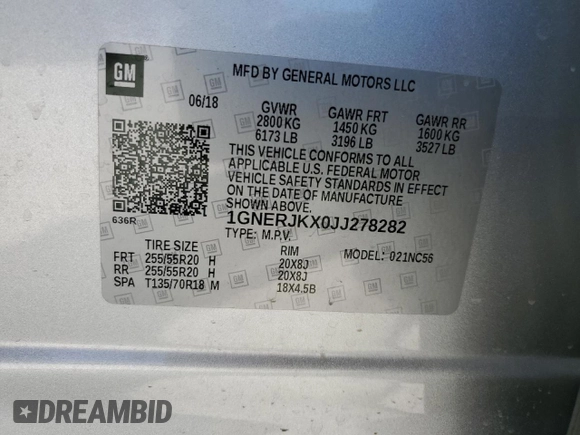 GM
MFD BY GENERAL MOTORS LLC
06/18
GVWR GAWR FRT GAWR RR
2800 KG 1450 KG 1600 KG
6173 LB 3196 LB 3527 LB
THIS VEHICLE CONFORMS TO ALL
APPLICABLE U.S. FEDERAL MOTOR
VEHICLE SAFETY STANDARDS IN EFFECT
ON THE DATE OF MANUFACTURE
SHOWN ABOVE.
636R
1GNERJKX0JJ278282
TYPE: M.P.V.
TIRE SIZE RIM MODEL: 021NC56
FRT 255/55R20 H 20X8J
RR 255/55R20 H 20X8J
SPA T135/70R18 M 18X4.5B
DREAMBID